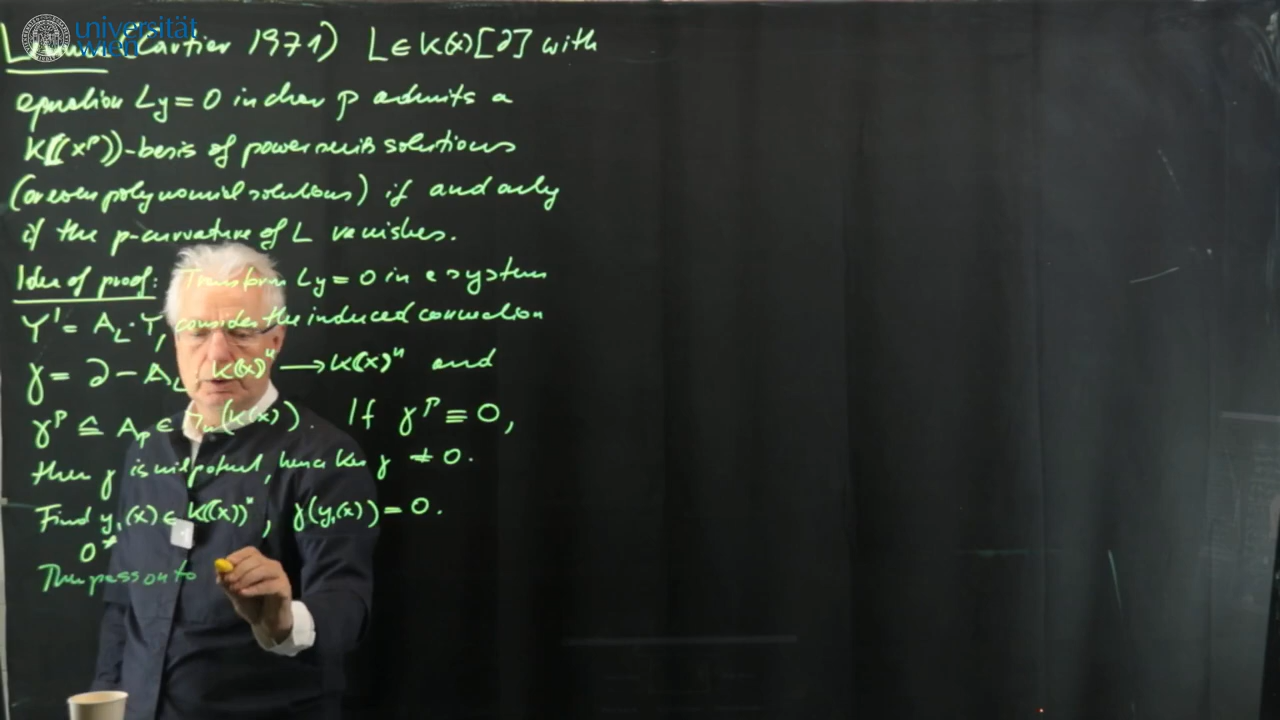 universität
wien
Lemma (Cartier 1971) L ∈ K(x)[∂] with
equation Ly = 0 in char p admits a
K((x^p))-basis of power series solutions
(or even polynomial solutions) if and only
if the p-curvature of L vanishes.
Idea of proof: Transform Ly = 0 in a system
Y' = A_L · Y, consider the induced connection
γ = ∂ − A_L K(x)^n → K(x)^n and
γ^p ≙ A_p ∈ M_n(K(x)). If γ^p ≡ 0,
then γ is nilpotent, hence Ker γ ≠ 0.
Find y_1(x) ∈ K((x))^n, γ(y_1(x)) = 0.
0 ≠
Then pass on to